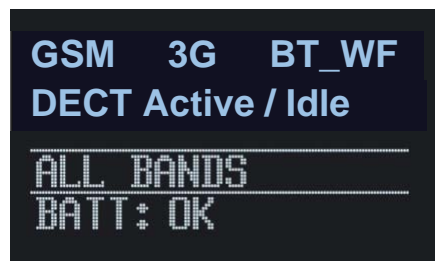 GSM 3G BT_WF
DECT Active / Idle
ALL BANDS
BATT: OK